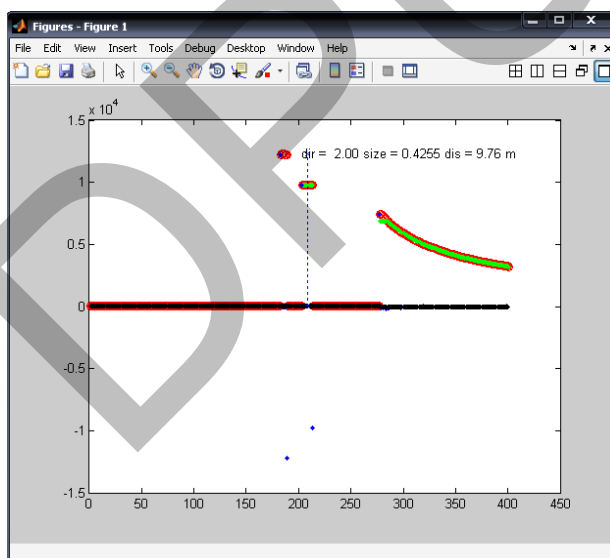 Figures - Figure 1
File Edit View Insert Tools Debug Desktop Window Help
x 10^4
1.5
dir = 2.00 size = 0.4255 dis = 9.76 m
1
0.5
0
-0.5
-1
-1.5
0 50 100 150 200 250 300 350 400 450